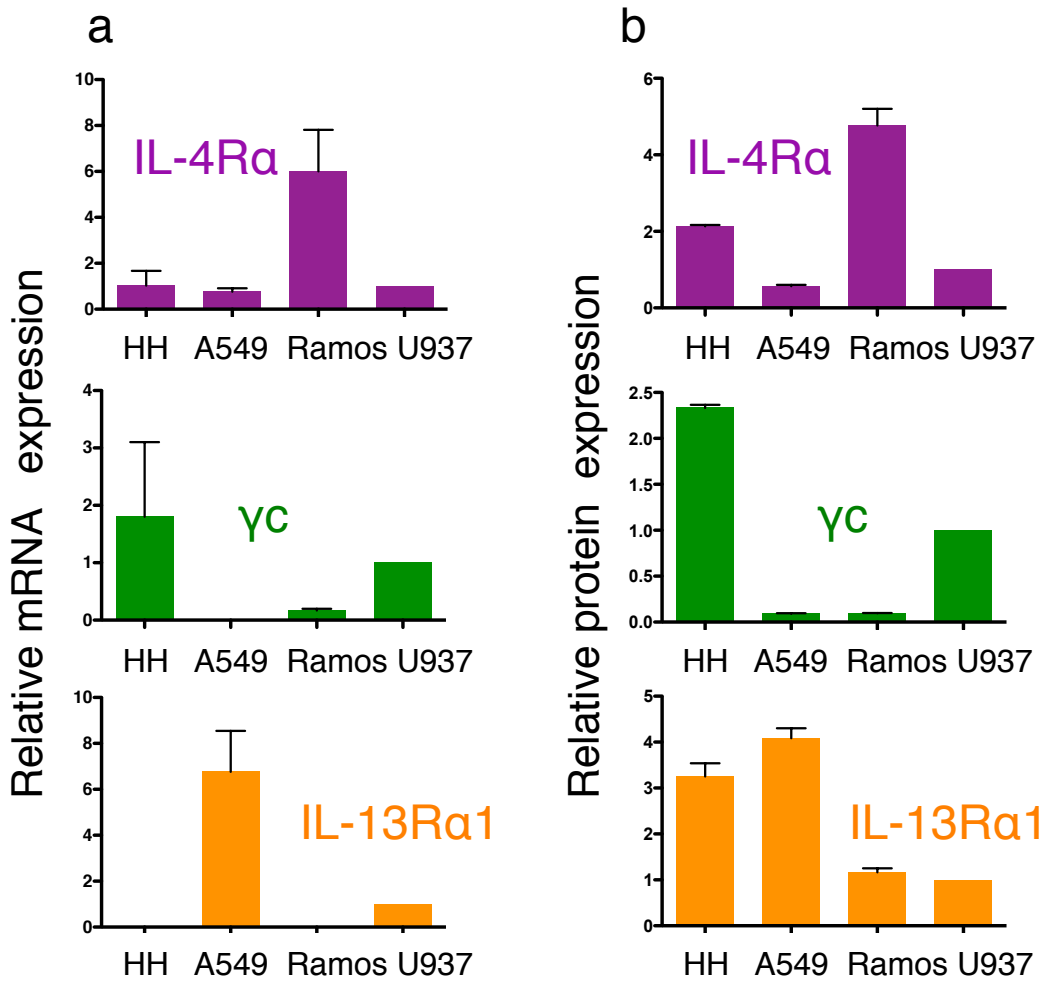 a
Relative mRNA expression
10
8
6
4
2
0
IL-4Rα
HH A549 Ramos U937
4
3
2
1
0
γc
HH A549 Ramos U937
10
8
6
4
2
0
IL-13Rα1
HH A549 Ramos U937
b
Relative protein expression
6
4
2
0
IL-4Rα
HH A549 Ramos U937
2.5
2.0
1.5
1.0
0.5
0.0
γc
HH A549 Ramos U937
5
4
3
2
1
0
IL-13Rα1
HH A549 Ramos U937